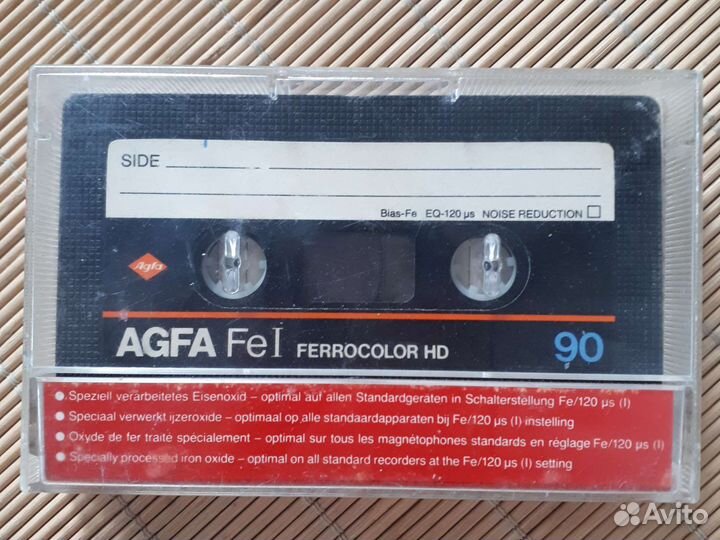 SIDE
Bias-Fe EQ-120 µs NOISE REDUCTION
Agfa
AGFA FeI FERROCOLOR HD 90
Speziell verarbeitetes Eisenoxid – optimal auf allen Standardgeräten in Schalterstellung Fe/120 µs (I)
Speciaal verwerkt ijzeroxide – optimaal op alle standaardapparaten bij Fe/120 µs (I) instelling
Oxyde de fer traité spécialement – optimal sur tous les magnétophones standards en réglage Fe/120 µs (I)
Specially processed iron oxide – optimal on all standard recorders at the Fe/120 µs (I) setting
Avito